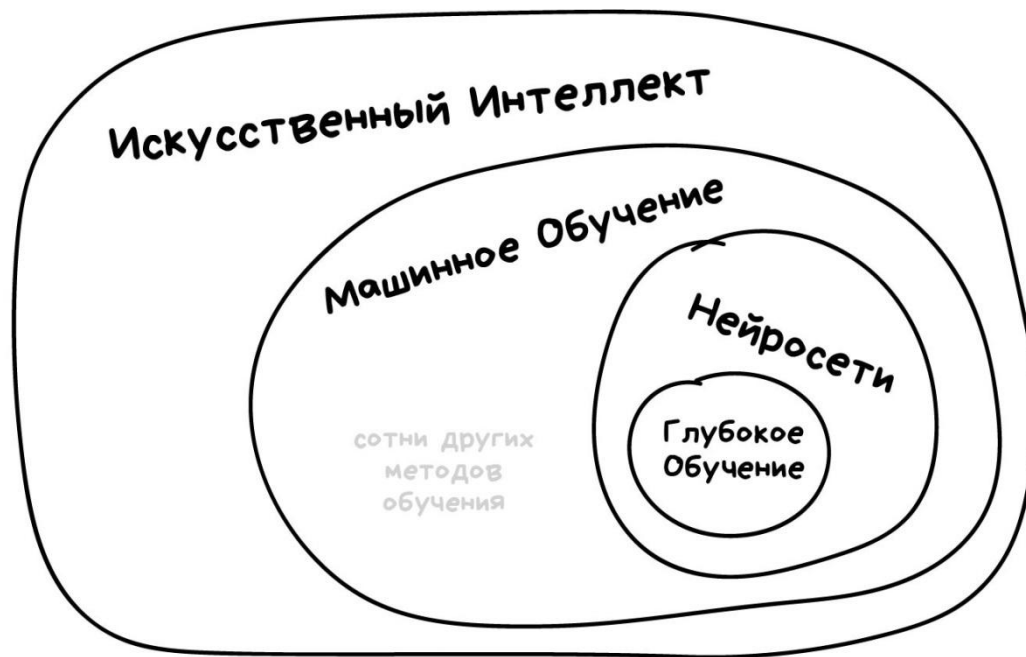 Искусственный Интеллект
Машинное Обучение
Нейросети
Глубокое
Обучение
сотни других
методов
обучения